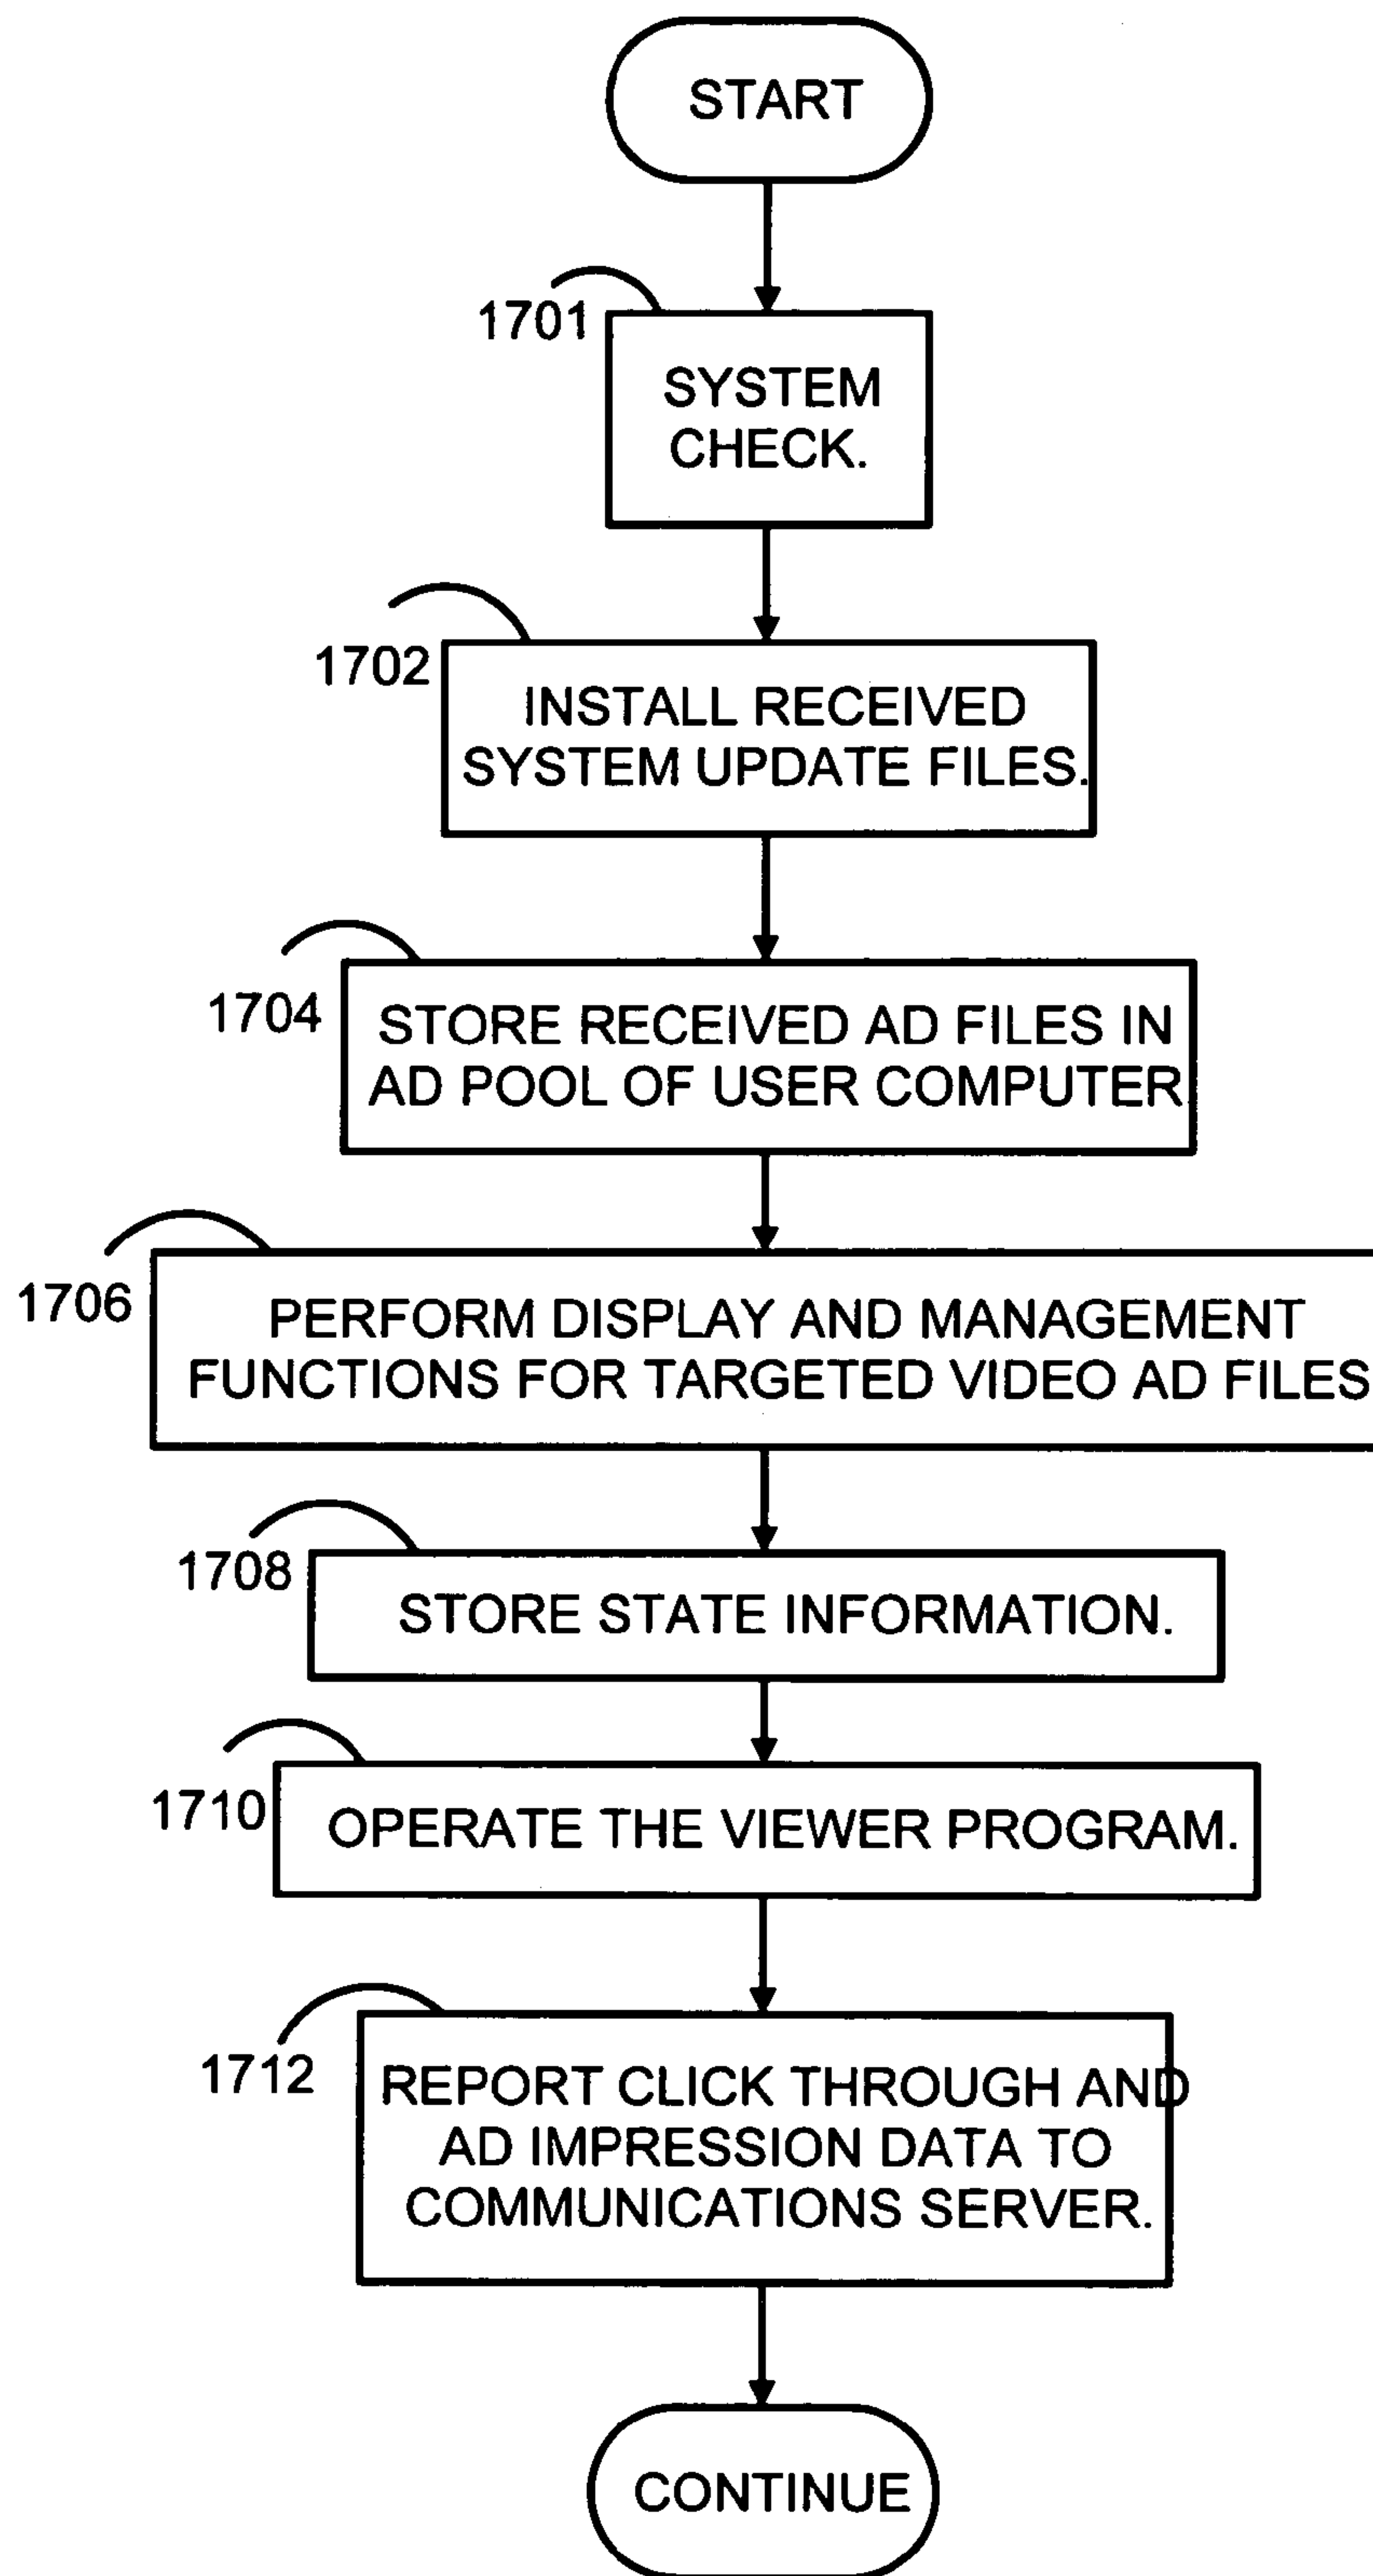 START
1701
SYSTEM
CHECK.
1702
INSTALL RECEIVED
SYSTEM UPDATE FILES.
1704
STORE RECEIVED AD FILES IN
AD POOL OF USER COMPUTER
1706
PERFORM DISPLAY AND MANAGEMENT
FUNCTIONS FOR TARGETED VIDEO AD FILES
1708
STORE STATE INFORMATION.
1710
OPERATE THE VIEWER PROGRAM.
1712
REPORT CLICK THROUGH AND
AD IMPRESSION DATA TO
COMMUNICATIONS SERVER.
CONTINUE